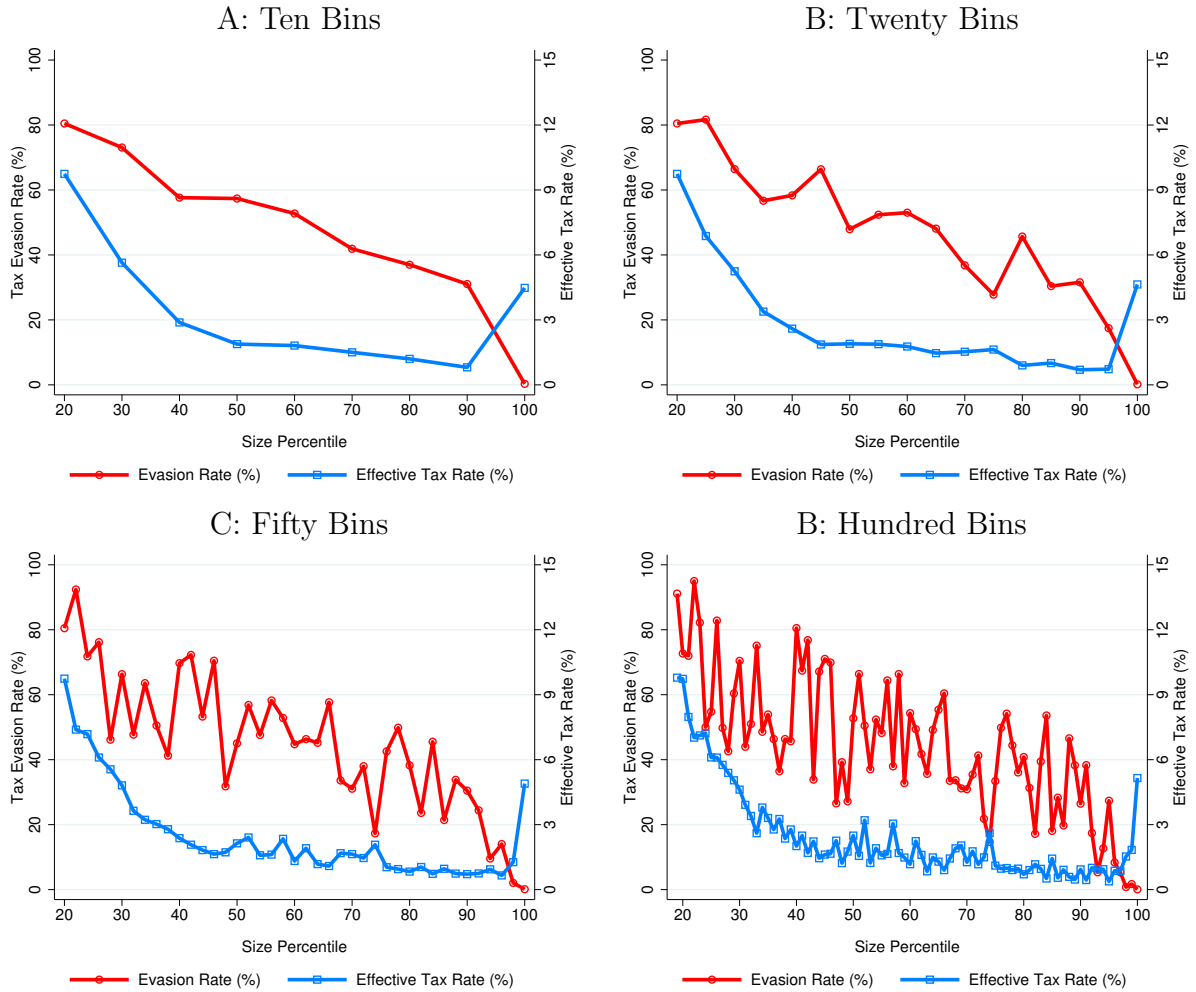 A: Ten Bins
Tax Evasion Rate (%)
0 20 40 60 80 100
Effective Tax Rate (%)
0 3 6 9 12 15
20 30 40 50 60 70 80 90 100
Size Percentile
Evasion Rate (%) Effective Tax Rate (%)
B: Twenty Bins
Tax Evasion Rate (%)
0 20 40 60 80 100
Effective Tax Rate (%)
0 3 6 9 12 15
20 30 40 50 60 70 80 90 100
Size Percentile
Evasion Rate (%) Effective Tax Rate (%)
C: Fifty Bins
Tax Evasion Rate (%)
0 20 40 60 80 100
Effective Tax Rate (%)
0 3 6 9 12 15
20 30 40 50 60 70 80 90 100
Size Percentile
Evasion Rate (%) Effective Tax Rate (%)
B: Hundred Bins
Tax Evasion Rate (%)
0 20 40 60 80 100
Effective Tax Rate (%)
0 3 6 9 12 15
20 30 40 50 60 70 80 90 100
Size Percentile
Evasion Rate (%) Effective Tax Rate (%)